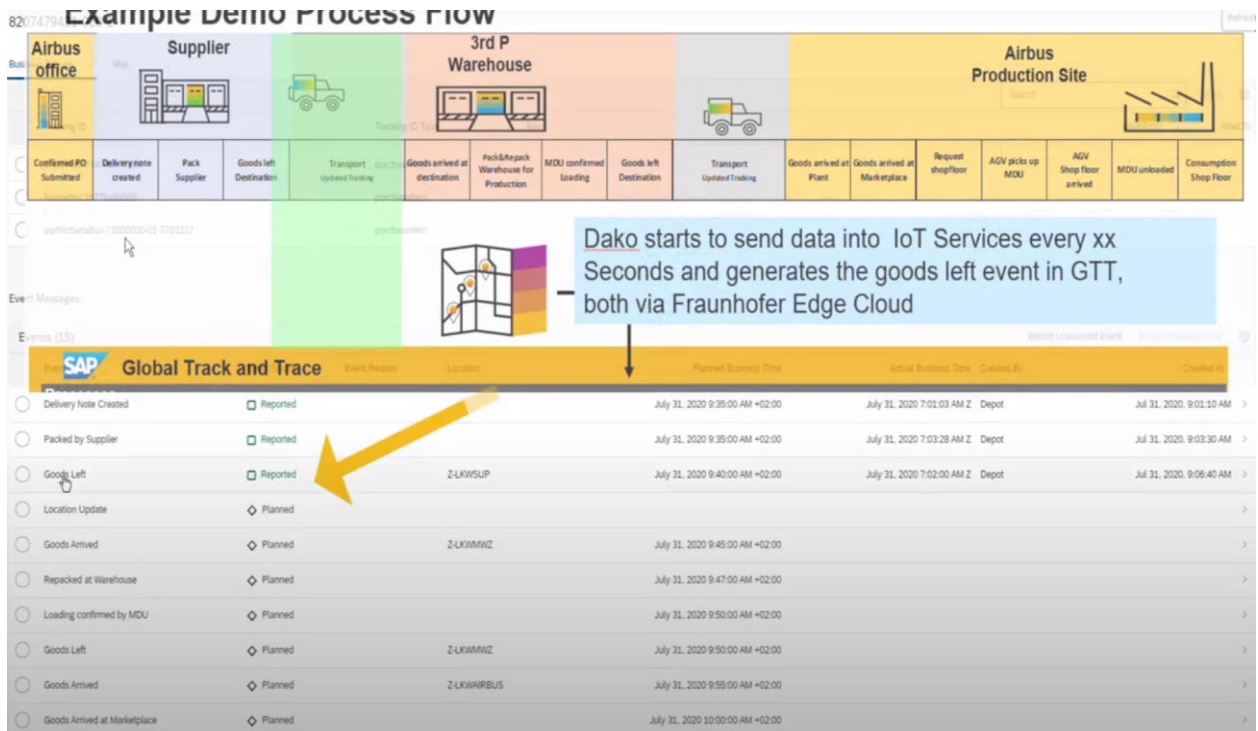 Example Demo Process Flow
Airbus
office
Supplier
3rd P
Warehouse
Airbus
Production Site
Confirmed PO
Submitted
Delivery note
created
Pack
Supplier
Goods left
Destination
Transport
Updated Tracking
Goods arrived at
destination
Pack&Repack
Warehouse for
Production
MDU confirmed
Loading
Goods left
Destination
Transport
Updated Tracking
Goods arrived at
Plant
Goods arrived at
Marketplace
Request
shopfloor
AGV picks up
MDU
AGV
Shop floor
arrived
MDU unloaded
Consumption
Shop Floor
Dako starts to send data into IoT Services every xx
Seconds and generates the goods left event in GTT,
both via Fraunhofer Edge Cloud
Event Messages
Events (15)
SAP Global Track and Trace
Event Reason Location Planned Business Time Actual Business Time Created By Created At
Processes
Delivery Note Created Reported July 31, 2020 9:35:00 AM +02:00 July 31, 2020 7:01:03 AM Z Depot Jul 31, 2020, 9:01:10 AM
Packed by Supplier Reported July 31, 2020 9:35:00 AM +02:00 July 31, 2020 7:03:28 AM Z Depot Jul 31, 2020, 9:03:30 AM
Goods Left Reported Z-LKWSUP July 31, 2020 9:40:00 AM +02:00 July 31, 2020 7:02:00 AM Z Depot Jul 31, 2020, 9:06:40 AM
Location Update Planned
Goods Arrived Planned Z-LKWMWZ July 31, 2020 9:45:00 AM +02:00
Repacked at Warehouse Planned July 31, 2020 9:47:00 AM +02:00
Loading confirmed by MDU Planned July 31, 2020 9:50:00 AM +02:00
Goods Left Planned Z-LKWMWZ July 31, 2020 9:50:00 AM +02:00
Goods Arrived Planned Z-LKWAIRBUS July 31, 2020 9:55:00 AM +02:00
Goods Arrived at Marketplace Planned July 31, 2020 10:00:00 AM +02:00